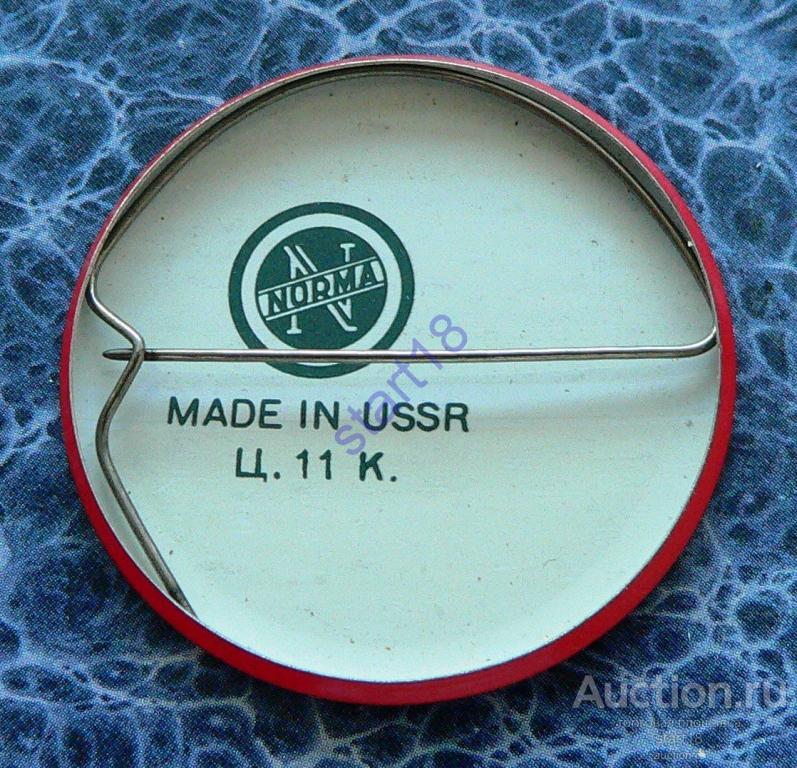 N
NORMA
MADE IN USSR
Ц. 11 К.
start18
Auction.ru